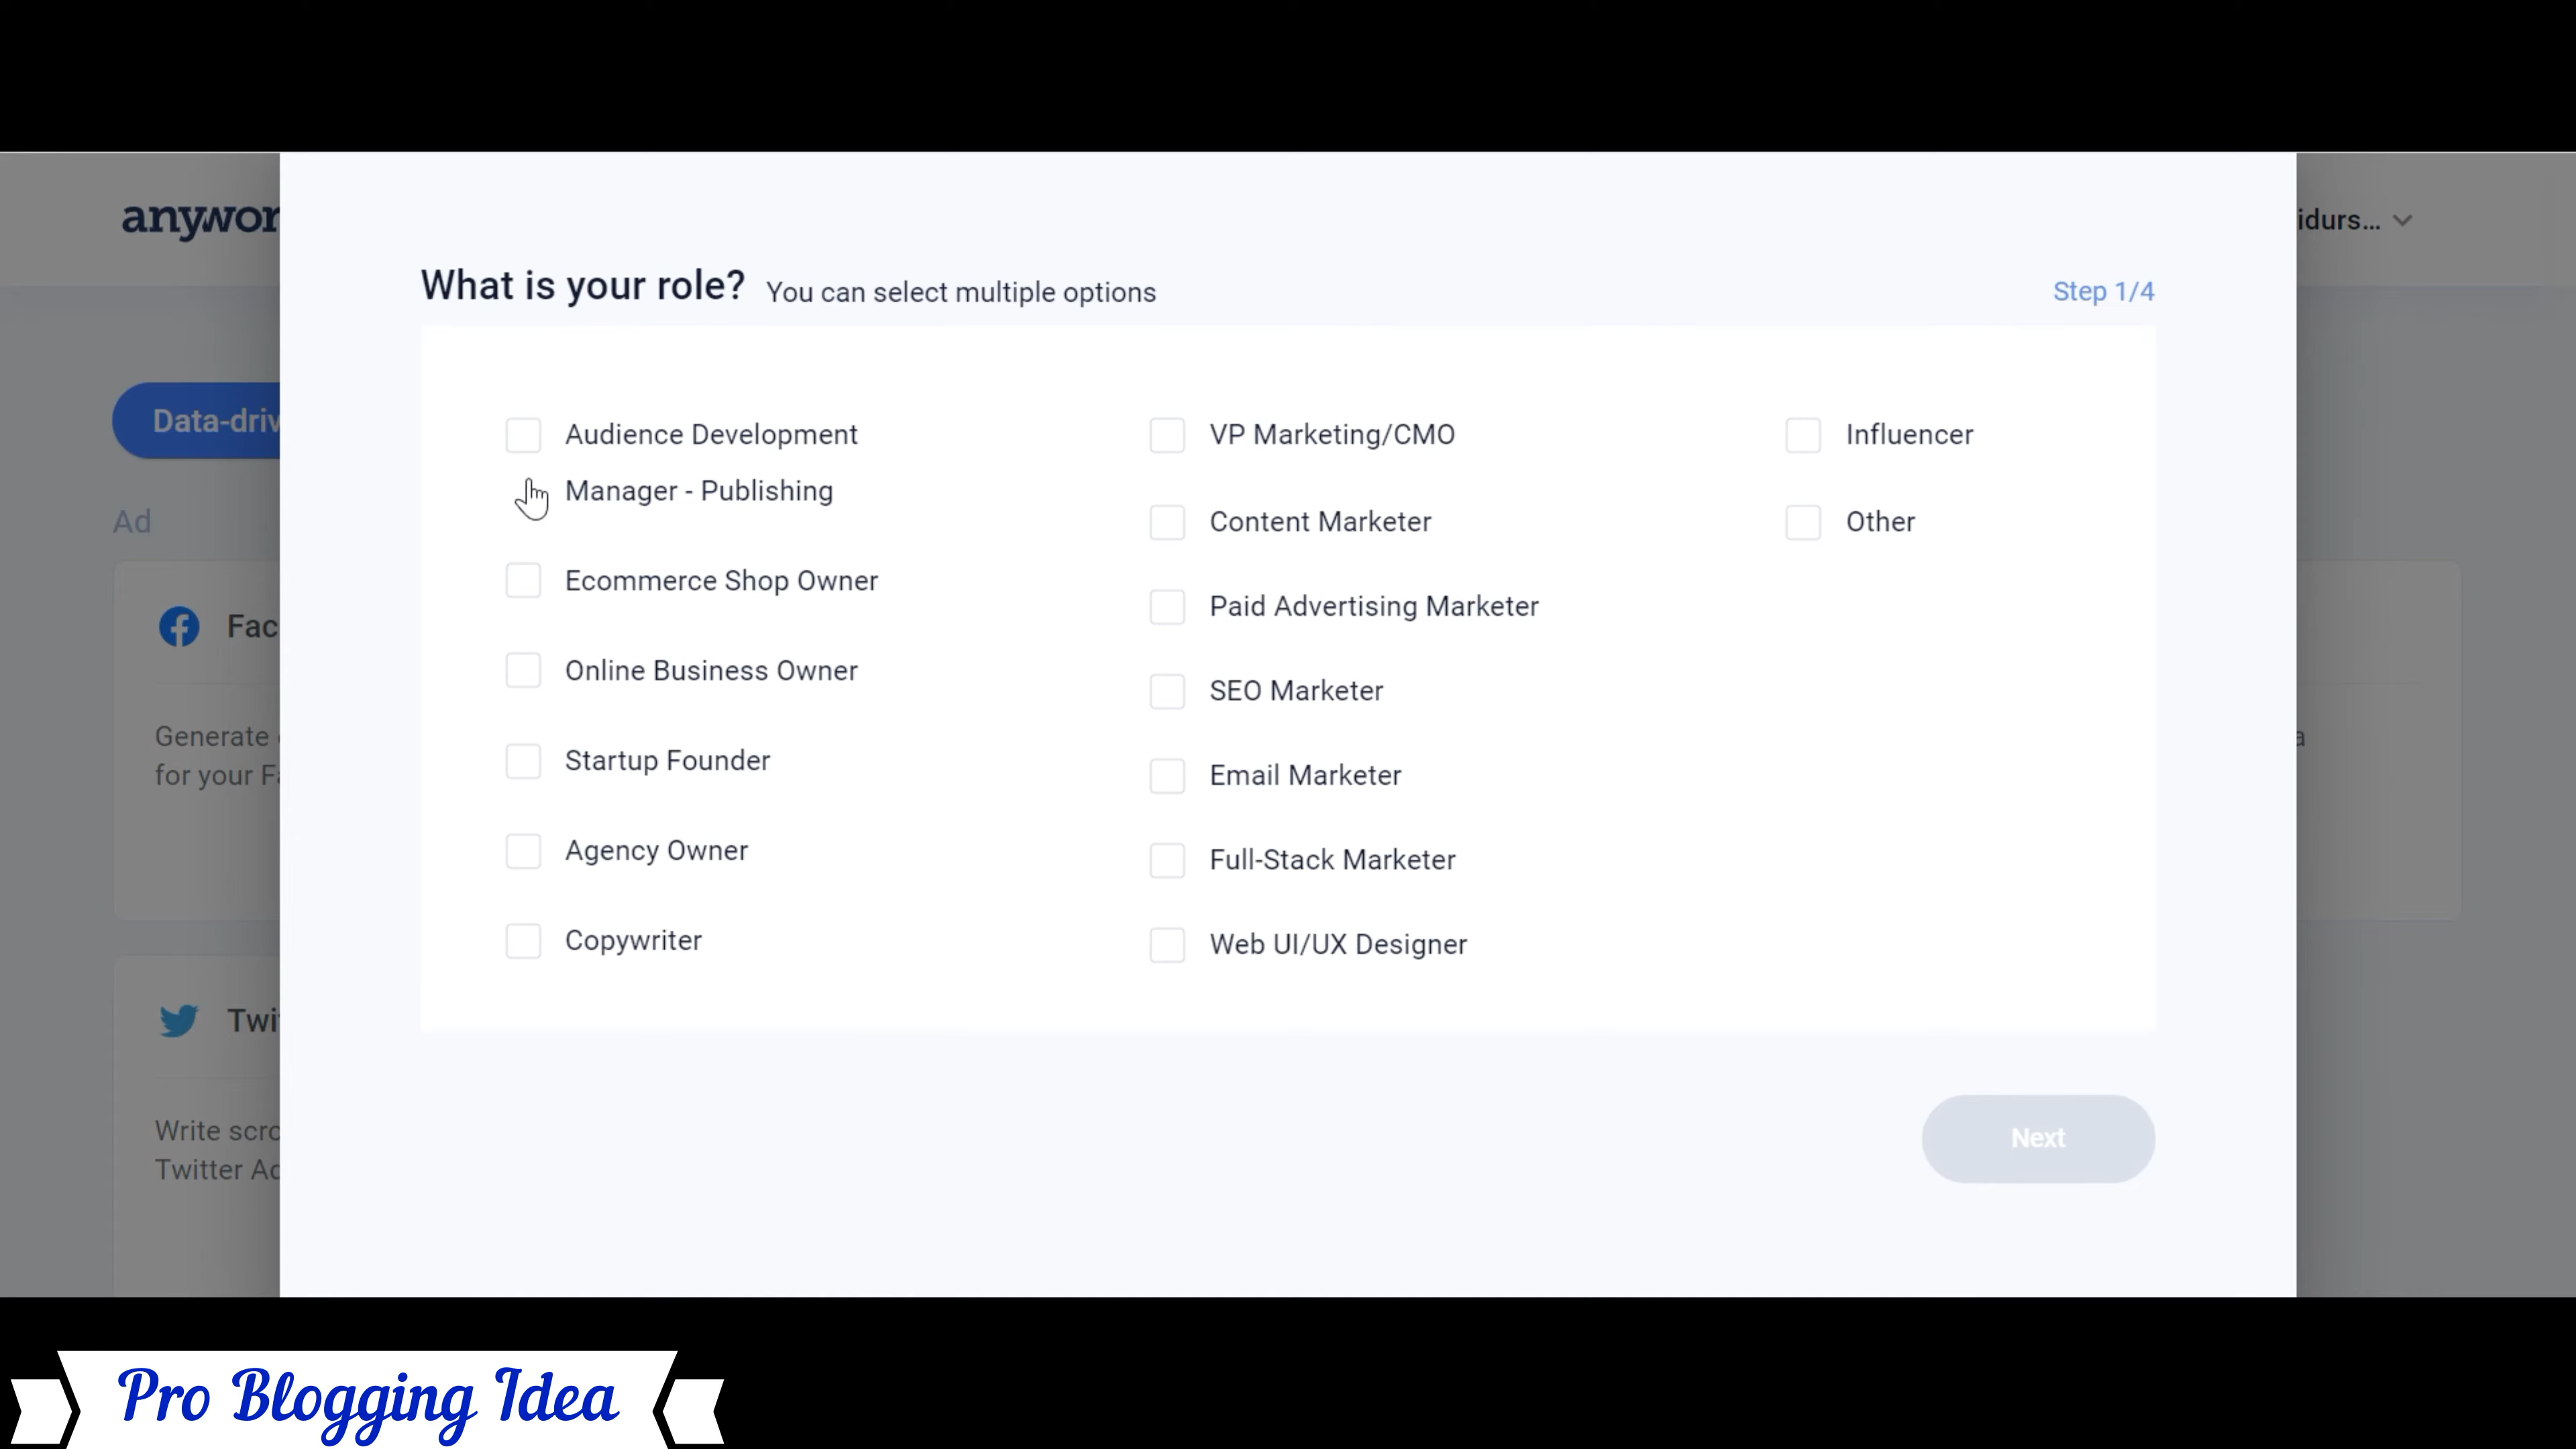 anywor
idurs...
What is your role? You can select multiple options
Step 1/4
Data-driv
Ad
Audience Development
Manager - Publishing
Ecommerce Shop Owner
Online Business Owner
Startup Founder
Agency Owner
Copywriter
VP Marketing/CMO
Content Marketer
Paid Advertising Marketer
SEO Marketer
Email Marketer
Full-Stack Marketer
Web UI/UX Designer
Influencer
Other
Fac
Generate
for your Fa
a
Twi
Write scro
Twitter Ad
Next
Pro Blogging Idea